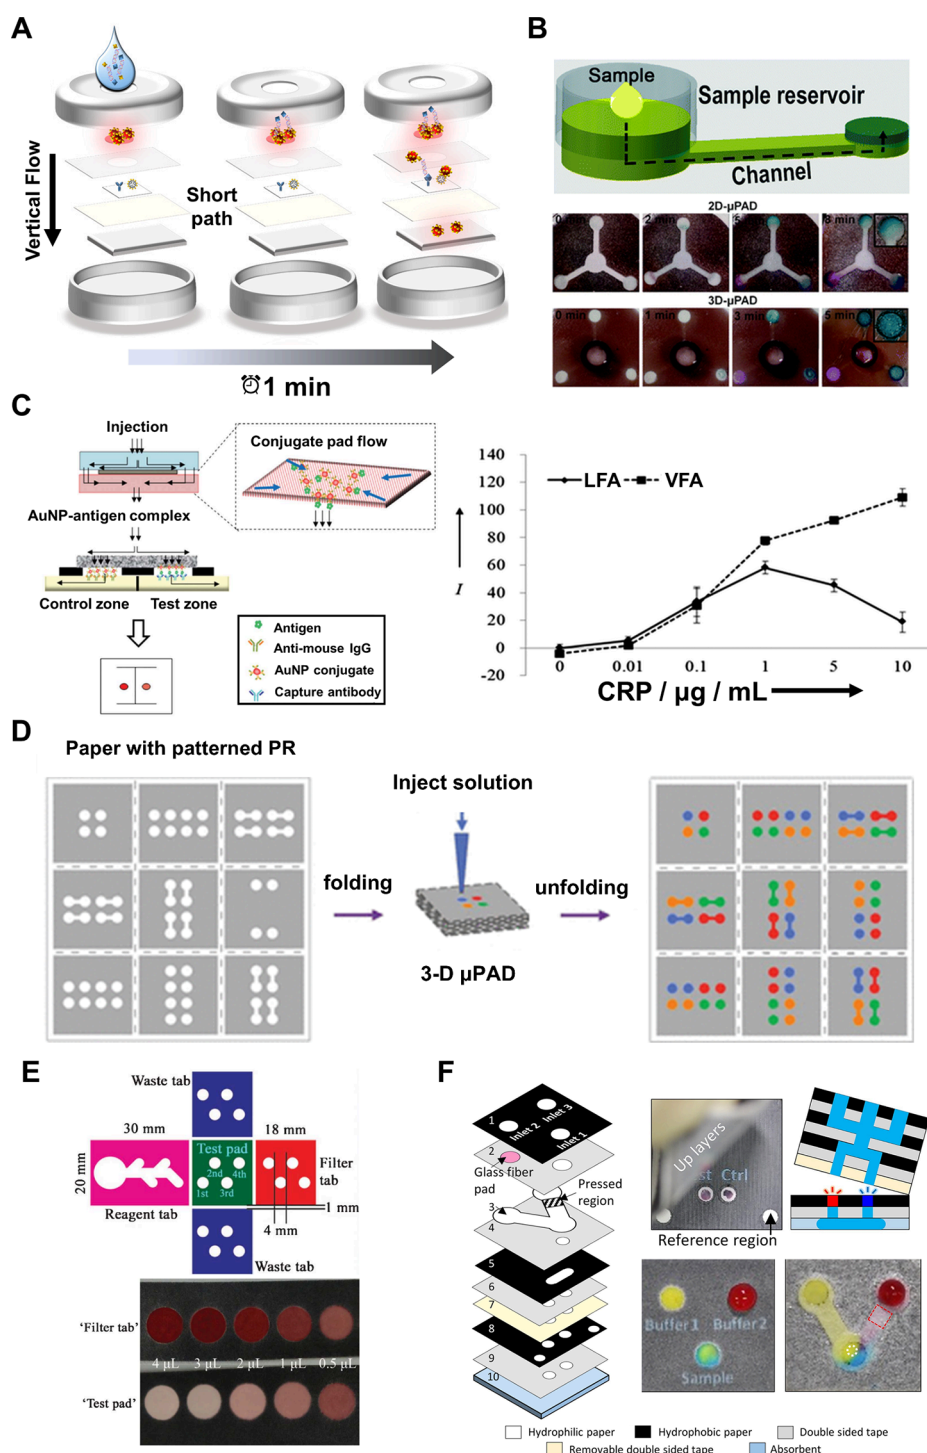 A
Vertical Flow
Short
path
1 min
B
Sample
Sample reservoir
Channel
2D-μPAD
0 min
2 min
5 min
8 min
3D-μPAD
0 min
1 min
3 min
5 min
C
Injection
Conjugate pad flow
AuNP-antigen complex
Control zone
Test zone
Antigen
Anti-mouse IgG
AuNP conjugate
Capture antibody
140
120
100
80
60
40
20
0
-20
I
LFA
VFA
0
0.01
0.1
1
5
10
CRP / μg / mL
D
Paper with patterned PR
Inject solution
folding
unfolding
3-D μPAD
E
Waste tab
30 mm
18 mm
20 mm
Test pad
2nd
4th
1st
3rd
Filter
tab
Reagent tab
1 mm
4 mm
Waste tab
'Filter tab'
4 μL
3 μL
2 μL
1 μL
0.5 μL
'Test pad'
F
1
Inlet 2
Inlet 3
Inlet 1
2
Glass fiber
pad
Pressed
region
3
4
5
6
7
8
9
10
Up layers
Ctrl
Reference region
Buffer 1
Buffer 2
Sample
Hydrophilic paper
Hydrophobic paper
Double sided tape
Removable double sided tape
Absorbent